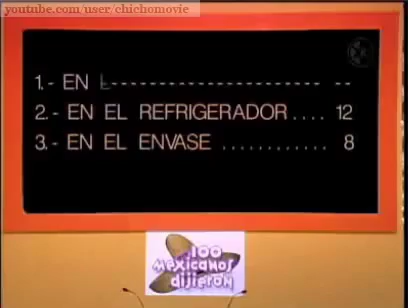 youtube.com/user/chichomovie
1.- EN L--------------------- --
2.- EN EL REFRIGERADOR.... 12
3.- EN EL ENVASE ............ 8
100
mexicanos
dijieron